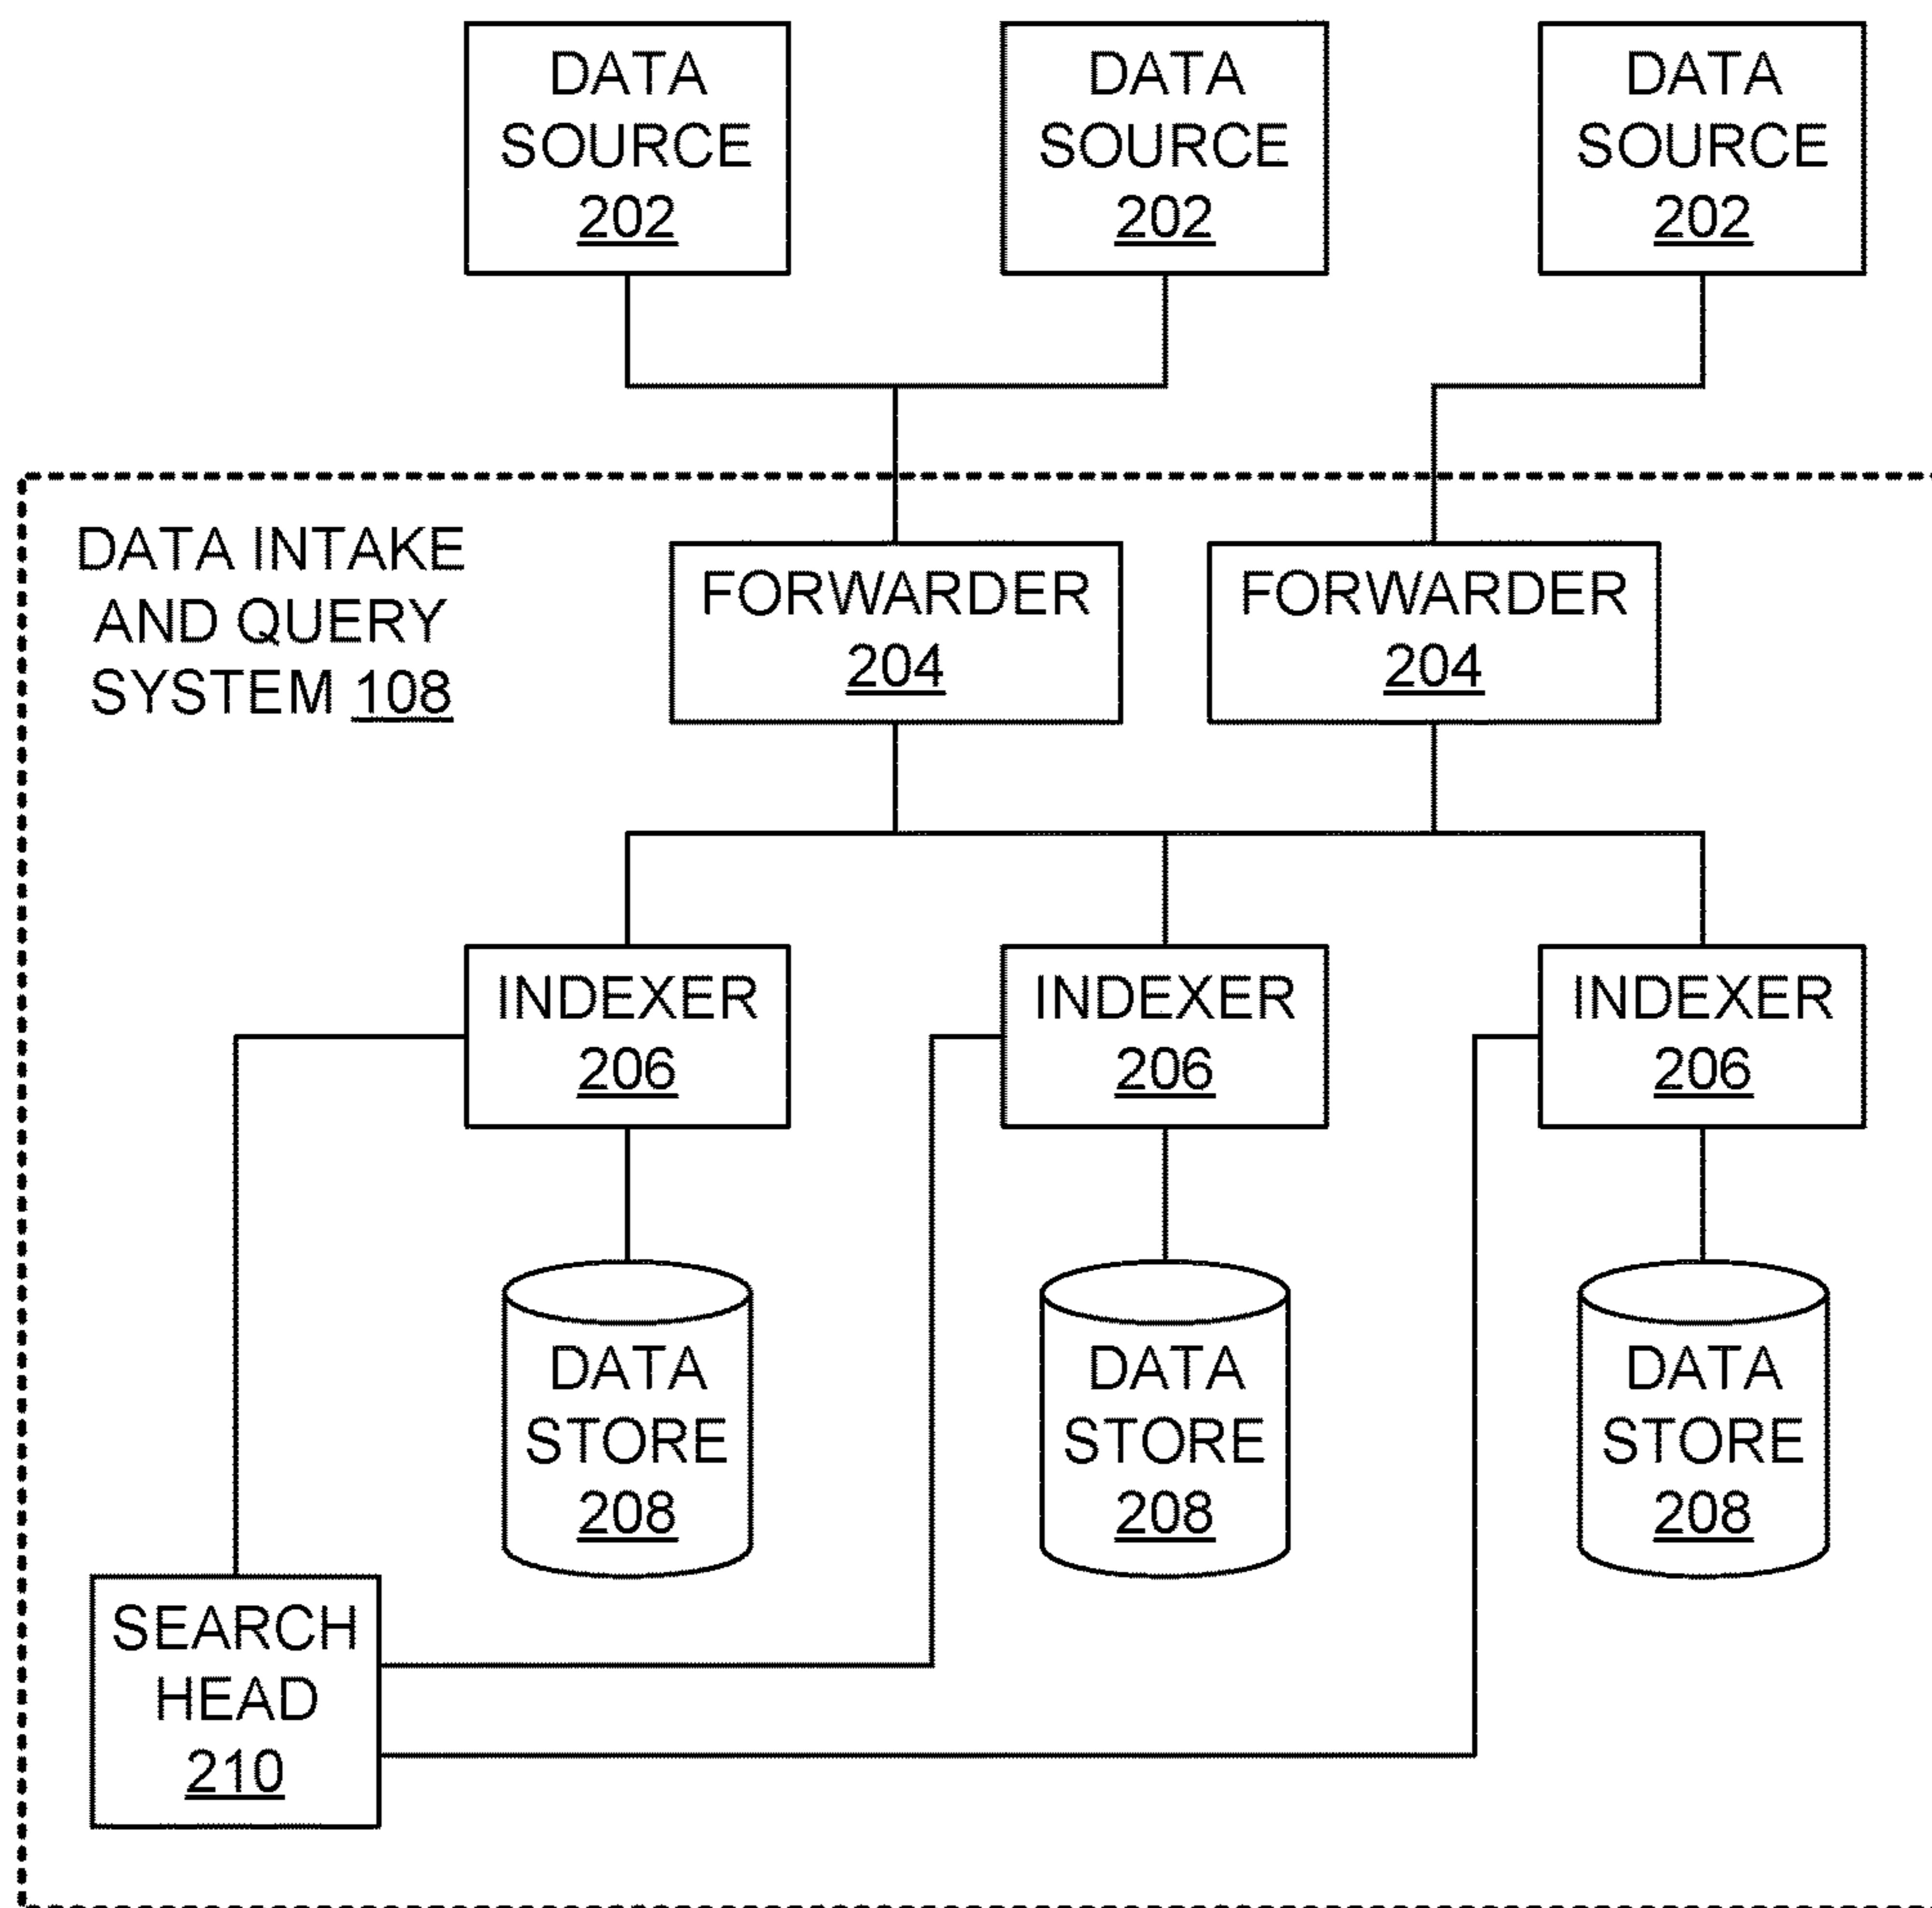 DATA
SOURCE
202
DATA
SOURCE
202
DATA
SOURCE
202
DATA INTAKE
AND QUERY
SYSTEM 108
FORWARDER
204
FORWARDER
204
INDEXER
206
INDEXER
206
INDEXER
206
DATA
STORE
208
DATA
STORE
208
DATA
STORE
208
SEARCH
HEAD
210